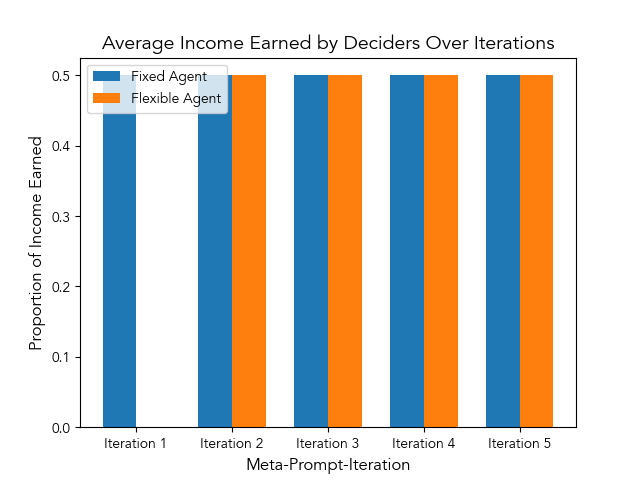 Average Income Earned by Deciders Over Iterations
Fixed Agent
Flexible Agent
Proportion of Income Earned
0.5
0.4
0.3
0.2
0.1
0.0
Iteration 1
Iteration 2
Iteration 3
Iteration 4
Iteration 5
Meta-Prompt-Iteration